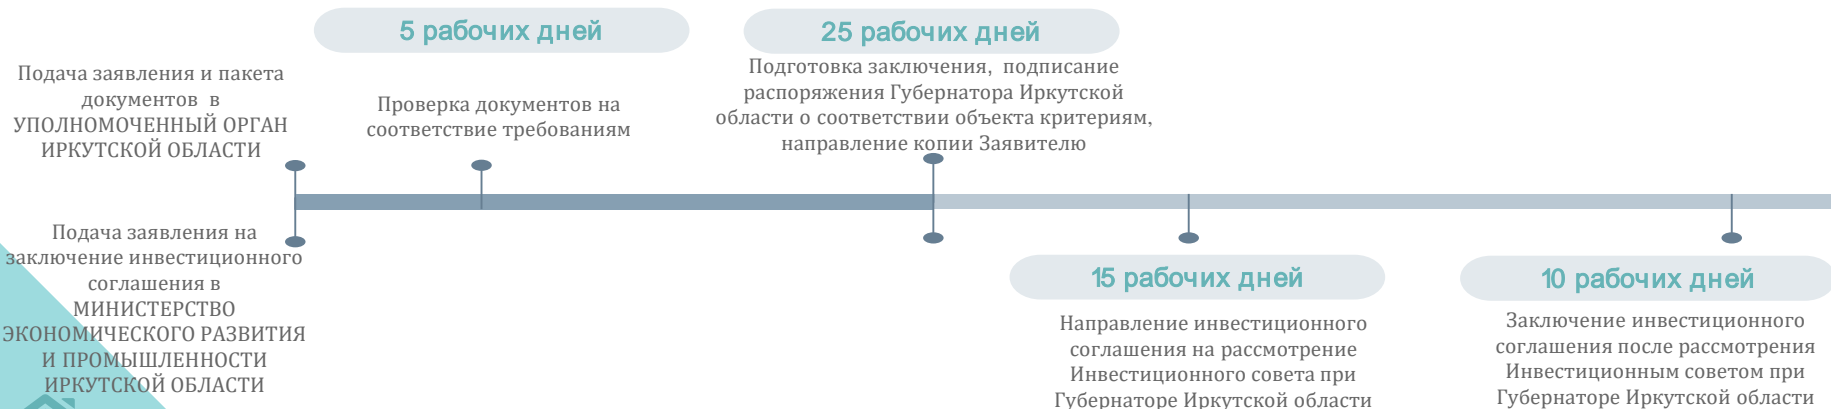 5 рабочих дней
25 рабочих дней
Подача заявления и пакета
документов в
УПОЛНОМОЧЕННЫЙ ОРГАН
ИРКУТСКОЙ ОБЛАСТИ
Проверка документов на
соответствие требованиям
Подготовка заключения, подписание
распоряжения Губернатора Иркутской
области о соответствии объекта критериям,
направление копии Заявителю
Подача заявления на
заключение инвестиционного
соглашения в
МИНИСТЕРСТВО
ЭКОНОМИЧЕСКОГО РАЗВИТИЯ
И ПРОМЫШЛЕННОСТИ
ИРКУТСКОЙ ОБЛАСТИ
15 рабочих дней
Направление инвестиционного
соглашения на рассмотрение
Инвестиционного совета при
Губернаторе Иркутской области
10 рабочих дней
Заключение инвестиционного
соглашения после рассмотрения
Инвестиционным советом при
Губернаторе Иркутской области